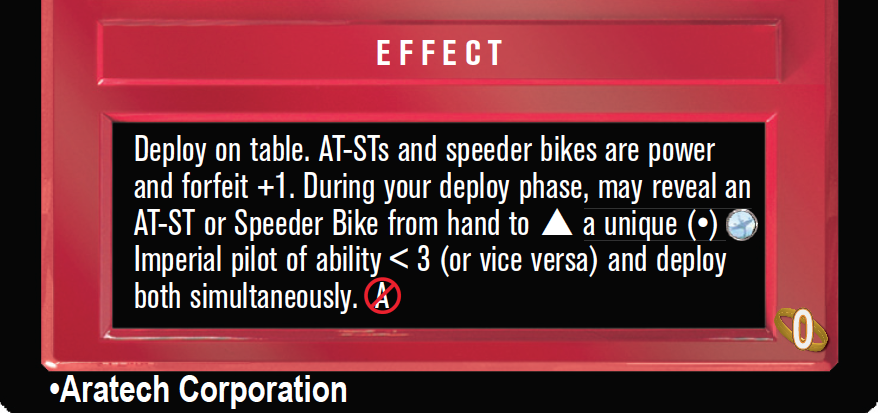 EFFECT
Deploy on table. AT-STs and speeder bikes are power
and forfeit +1. During your deploy phase, may reveal an
AT-ST or Speeder Bike from hand to ▲ a unique (•)
Imperial pilot of ability < 3 (or vice versa) and deploy
both simultaneously. A
0
•Aratech Corporation